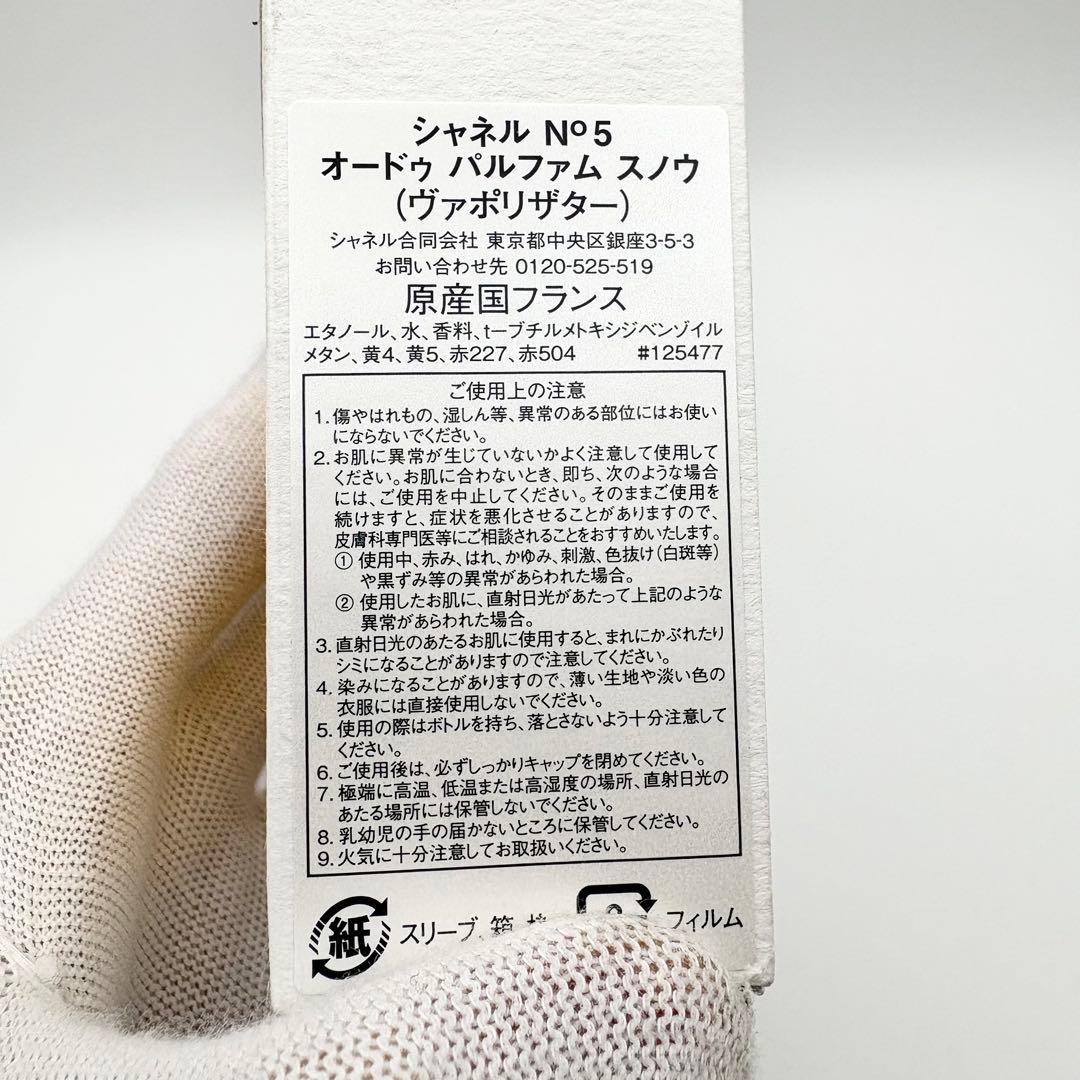 シャネル Nº5
オードゥ パルファム スノウ
(ヴァポリザター)
シャネル合同会社 東京都中央区銀座3-5-3
お問い合わせ先 0120-525-519
原産国フランス
エタノール、水、香料、t−ブチルメトキシジベンゾイル
メタン、黄4、黄5、赤227、赤504 #125477
ご使用上の注意
1.傷やはれもの、湿しん等、異常のある部位にはお使い
にならないでください。
2.お肌に異常が生じていないかよく注意して使用して
ください。お肌に合わないとき、即ち、次のような場合
には、ご使用を中止してください。そのままご使用を
続けますと、症状を悪化させることがありますので、
皮膚科専門医等にご相談されることをおすすめいたします。
① 使用中、赤み、はれ、かゆみ、刺激、色抜け(白斑等)
や黒ずみ等の異常があらわれた場合。
② 使用したお肌に、直射日光があたって上記のような
異常があらわれた場合。
3.直射日光のあたるお肌に使用すると、まれにかぶれたり
シミになることがありますので注意してください。
4.染みになることがありますので、薄い生地や淡い色の
衣服には直接使用しないでください。
5.使用の際はボトルを持ち、落とさないよう十分注意して
ください。
6.ご使用後は、必ずしっかりキャップを閉めてください。
7.極端に高温、低温または高湿度の場所、直射日光の
あたる場所には保管しないでください。
8.乳幼児の手の届かないところに保管してください。
9.火気に十分注意してお取扱いください。
紙 スリーブ、箱、 フィルム